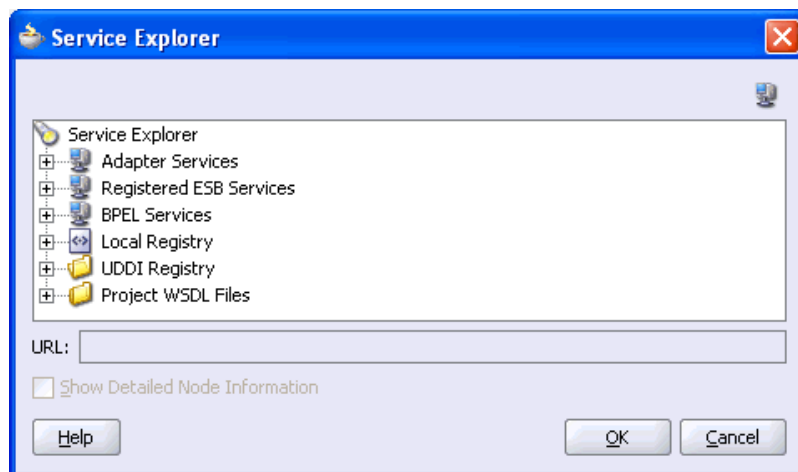 Service Explorer
Service Explorer
Adapter Services
Registered ESB Services
BPEL Services
Local Registry
UDDI Registry
Project WSDL Files
URL:
Show Detailed Node Information
Help OK Cancel